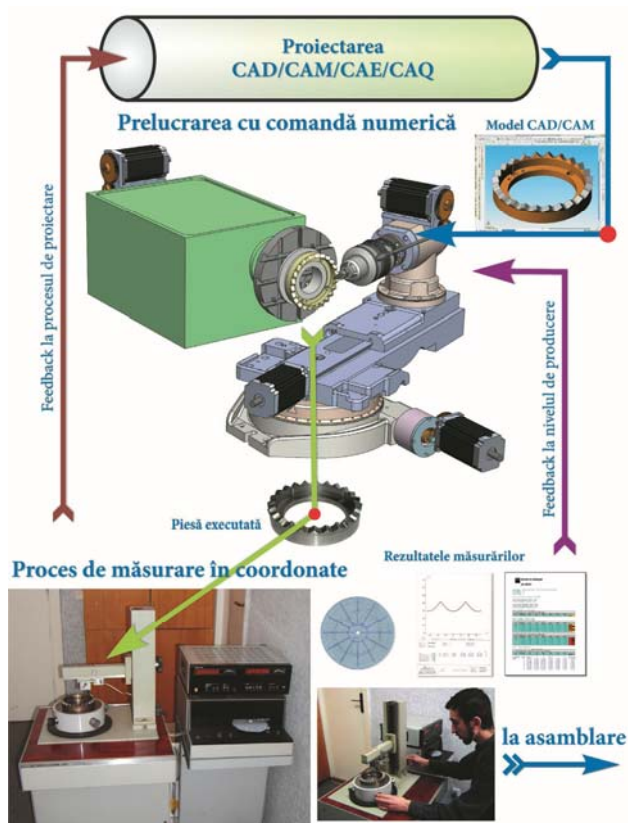 Proiectarea
CAD/CAM/CAE/CAQ
Prelucrarea cu comandă numerică
Model CAD/CAM
Feedback la procesul de proiectare
Feedback la nivelul de producere
Piesă executată
Rezultatele măsurărilor
Proces de măsurare în coordonate
la asamblare